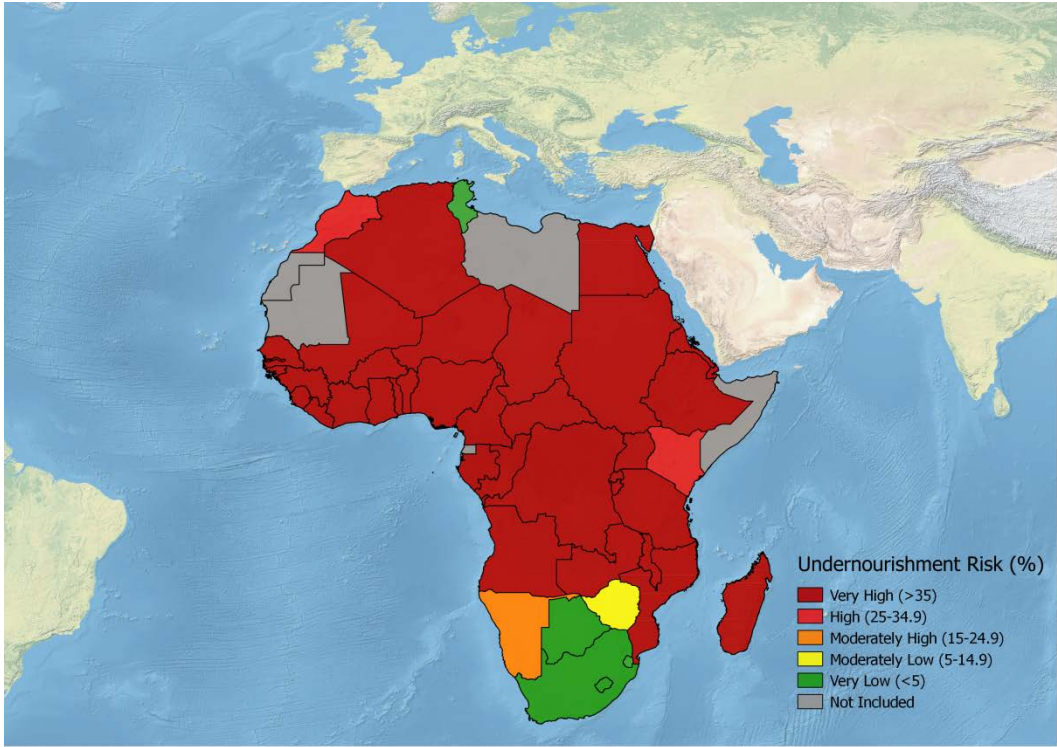 Undernourishment Risk (%)
Very High (>35)
High (25-34.9)
Moderately High (15-24.9)
Moderately Low (5-14.9)
Very Low (<5)
Not Included